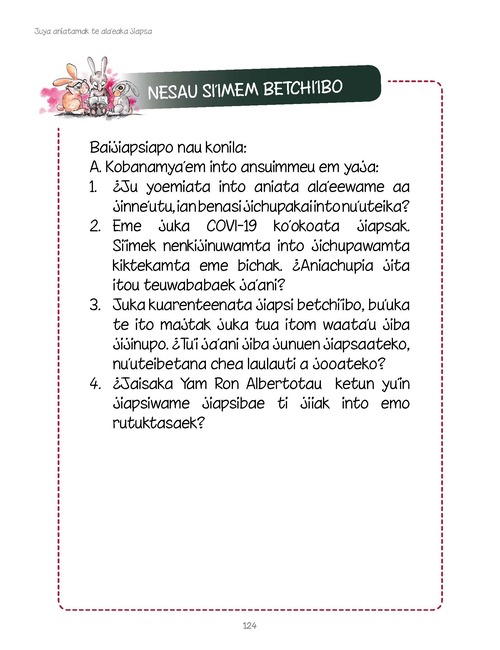 Juya aniatamak te ala'eaka jiapsa
NESAU SI'IMEM BETCHI'IBO
Baijiapsiapo nau konila:
A. Kobanamya'em into ansuimmeu em yaja:
1. ¿Ju yoemiata into aniata ala'eewame aa
jinne'utu, ian benasi jichupakai into nu'uteika?
2. Eme juka COVI-19 ko'okoata jiapsak.
Si'imek nenkijinuwamta into jichupawamta
kiktekamta eme bichak. ¿Aniachupia jita
itou teuwababaek ja'ani?
3. Juka kuarenteenata jiapsi betchi'ibo, bu'uka
te ito majtak juka tua itom waata'u jiba
jijinupo. ¿Tu'i ja'ani jiba junuen jiapsaateko,
nu'uteibetana chea laulauti a jooateko?
4. ¿Jaisaka Yam Ron Albertotau ketun yu'in
jiapsiwame jiapsibae ti jiiak into emo
rutuktasaek?
124